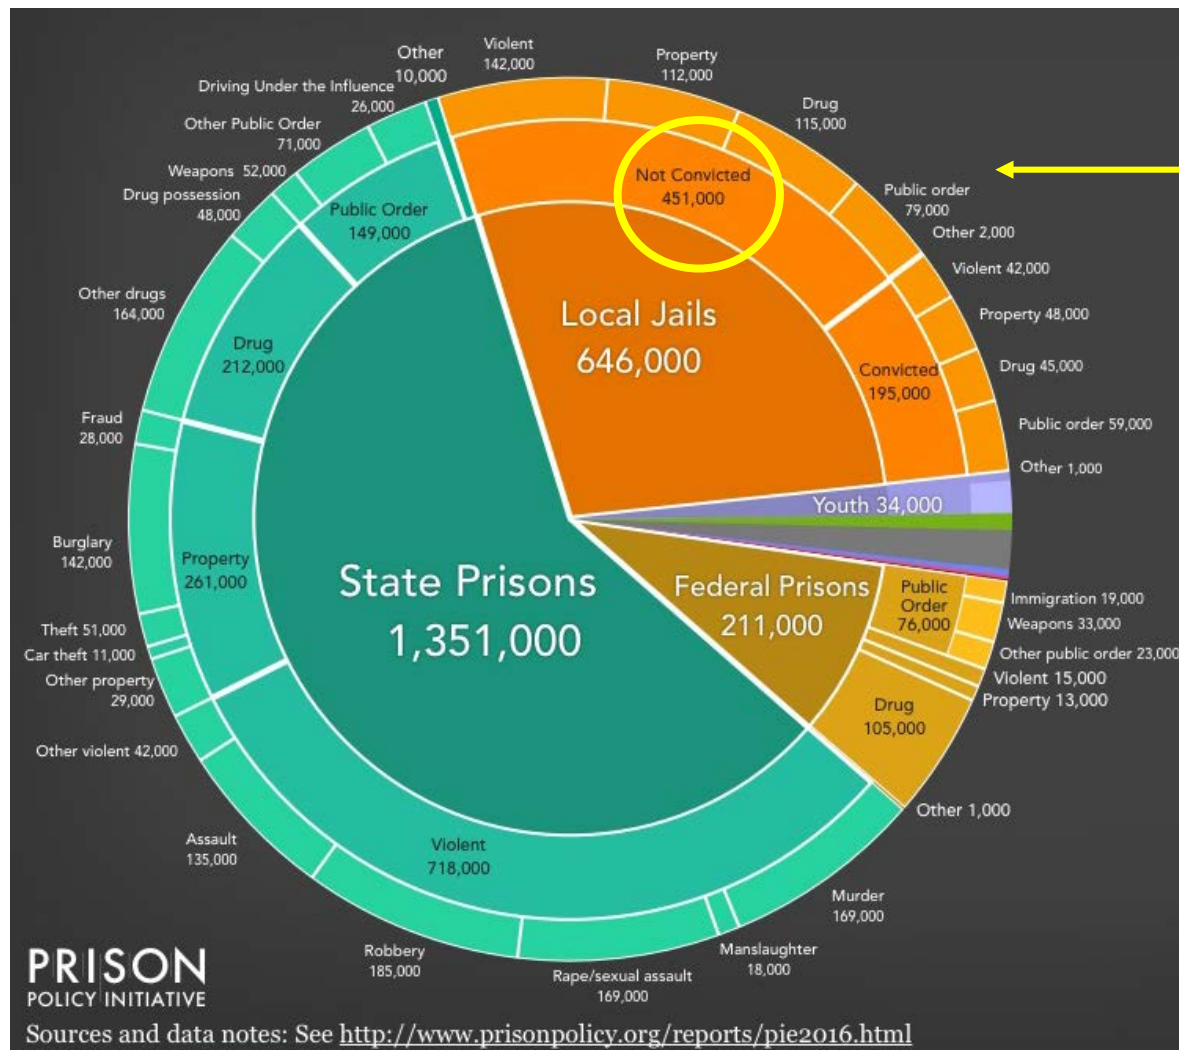 Other
10,000
Violent
142,000
Property
112,000
Drug
115,000
Public order
79,000
Other 2,000
Violent 42,000
Property 48,000
Drug 45,000
Public order 59,000
Other 1,000
Driving Under the Influence
26,000
Other Public Order
71,000
Weapons 52,000
Drug possession
48,000
Other drugs
164,000
Fraud
28,000
Burglary
142,000
Theft 51,000
Car theft 11,000
Other property
29,000
Other violent 42,000
Assault
135,000
Robbery
185,000
Rape/sexual assault
169,000
Manslaughter
18,000
Murder
169,000
Public Order
149,000
Drug
212,000
Property
261,000
Violent
718,000
State Prisons
1,351,000
Not Convicted
451,000
Local Jails
646,000
Convicted
195,000
Youth 34,000
Federal Prisons
211,000
Public
Order
76,000
Drug
105,000
Immigration 19,000
Weapons 33,000
Other public order 23,000
Violent 15,000
Property 13,000
Other 1,000
PRISON
POLICY INITIATIVE
Sources and data notes: See http://www.prisonpolicy.org/reports/pie2016.html